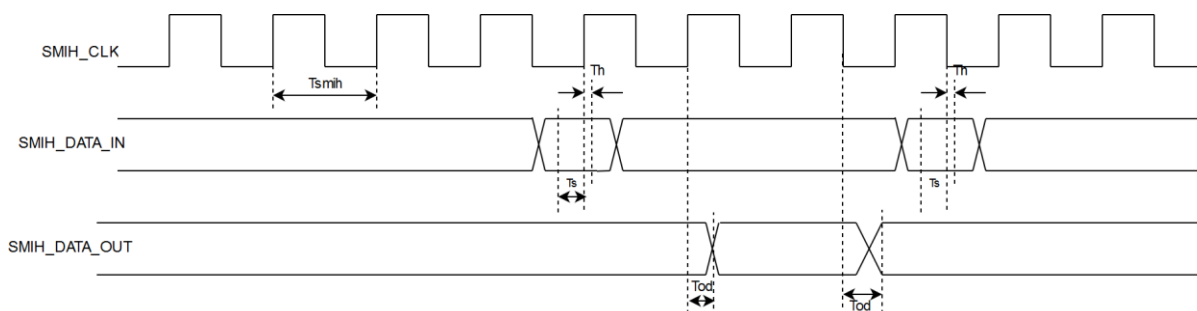 SMIH_CLK
Th
Th
Tsmih
SMIH_DATA_IN
Ts
Ts
SMIH_DATA_OUT
Tod
Tod